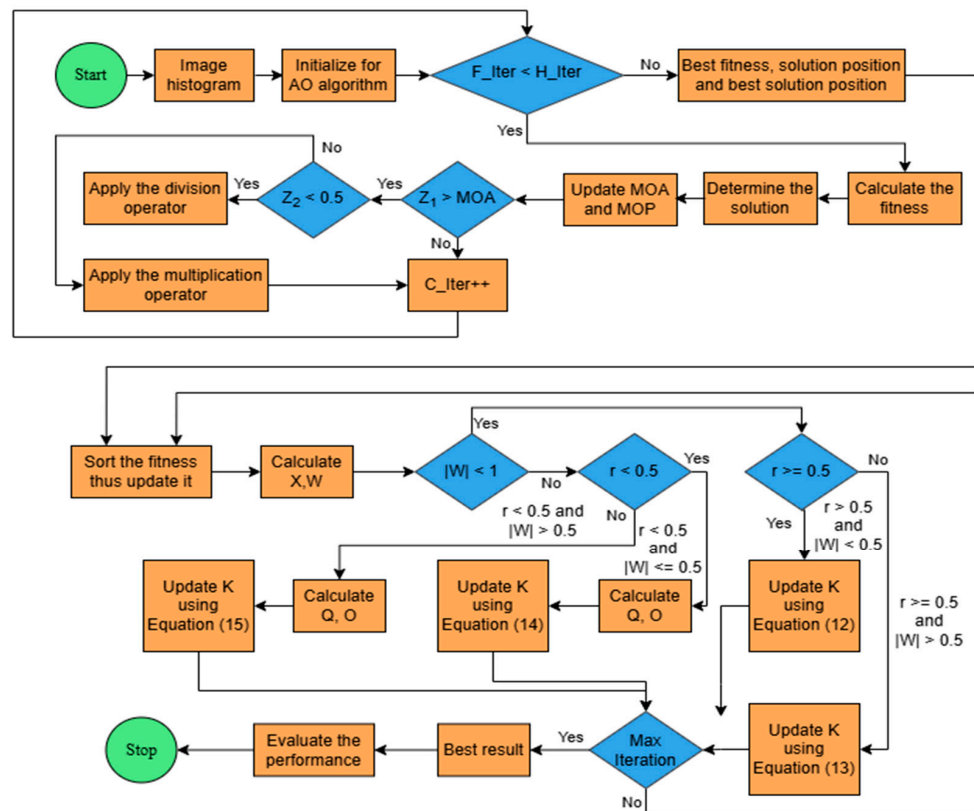 Start
Image
histogram
Initialize for
AO algorithm
F_Iter < H_Iter
No
Best fitness, solution position
and best solution position
Yes
No
Apply the division
operator
Yes
Z2 < 0.5
Yes
Z1 > MOA
Update MOA
and MOP
Determine the
solution
Calculate the
fitness
No
Apply the multiplication
operator
C_Iter++
Yes
Sort the fitness
thus update it
Calculate
X,W
|W| < 1
No
r < 0.5
Yes
r >= 0.5
No
r < 0.5 and
|W| > 0.5
No
r < 0.5
and
|W| <= 0.5
Yes
r > 0.5
and
|W| < 0.5
Update K
using
Equation (15)
Calculate
Q, O
Update K
using
Equation (14)
Calculate
Q, O
Update K
using
Equation (12)
r >= 0.5
and
|W| > 0.5
Stop
Evaluate the
performance
Best result
Yes
Max
Iteration
Update K
using
Equation (13)
No